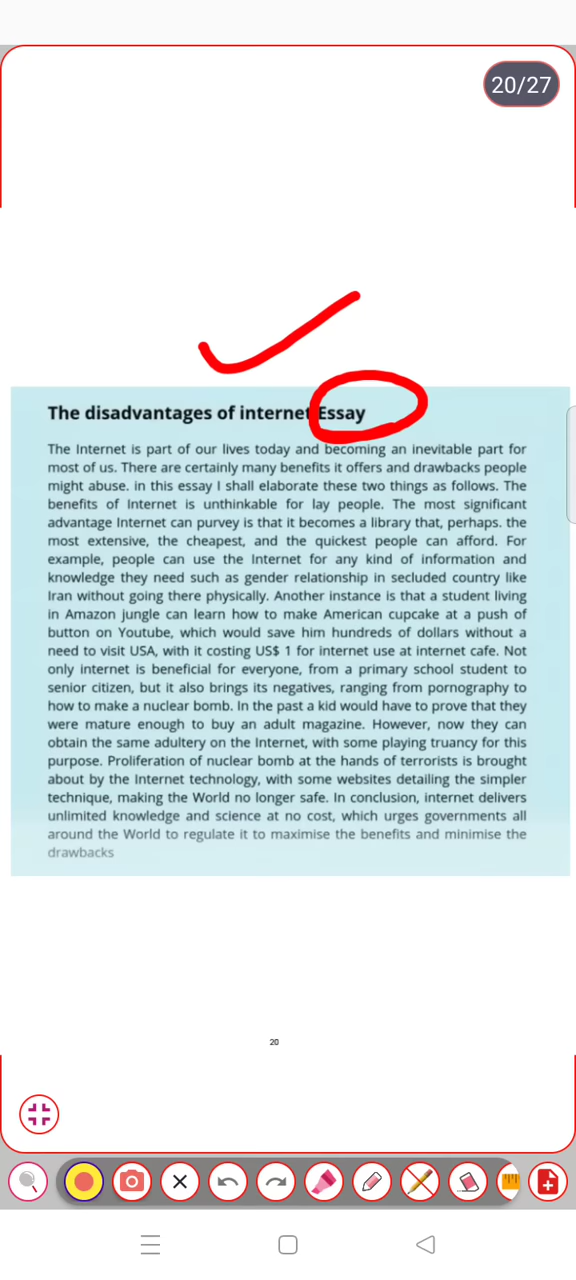 20/27
The disadvantages of internet Essay
The Internet is part of our lives today and becoming an inevitable part for
most of us. There are certainly many benefits it offers and drawbacks people
might abuse. in this essay I shall elaborate these two things as follows. The
benefits of Internet is unthinkable for lay people. The most significant
advantage Internet can purvey is that it becomes a library that, perhaps. the
most extensive, the cheapest, and the quickest people can afford. For
example, people can use the Internet for any kind of information and
knowledge they need such as gender relationship in secluded country like
Iran without going there physically. Another instance is that a student living
in Amazon jungle can learn how to make American cupcake at a push of
button on Youtube, which would save him hundreds of dollars without a
need to visit USA, with it costing US$ 1 for internet use at internet cafe. Not
only internet is beneficial for everyone, from a primary school student to
senior citizen, but it also brings its negatives, ranging from pornography to
how to make a nuclear bomb. In the past a kid would have to prove that they
were mature enough to buy an adult magazine. However, now they can
obtain the same adultery on the Internet, with some playing truancy for this
purpose. Proliferation of nuclear bomb at the hands of terrorists is brought
about by the Internet technology, with some websites detailing the simpler
technique, making the World no longer safe. In conclusion, internet delivers
unlimited knowledge and science at no cost, which urges governments all
around the World to regulate it to maximise the benefits and minimise the
drawbacks
20